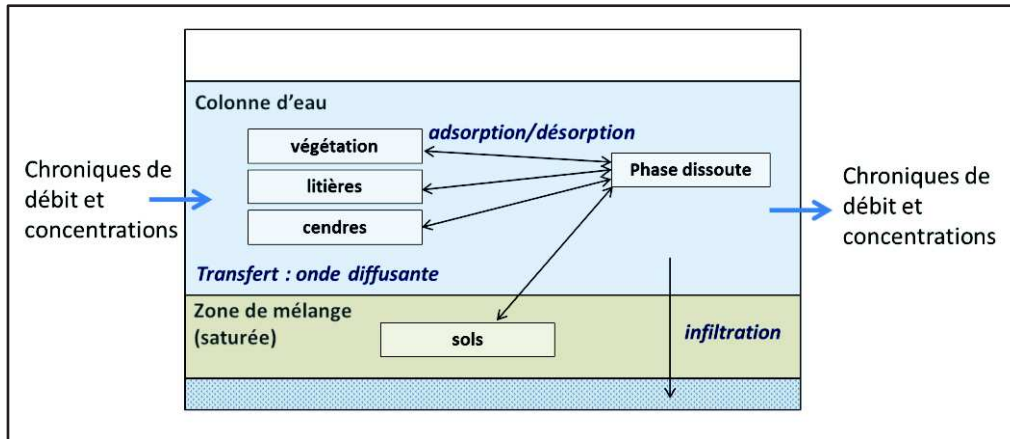 Colonne d'eau
végétation
litières
cendres
adsorption/désorption
Phase dissoute
Transfert : onde diffusante
Zone de mélange
(saturée)
sols
infiltration
Chroniques de
débit et
concentrations
Chroniques de
débit et
concentrations